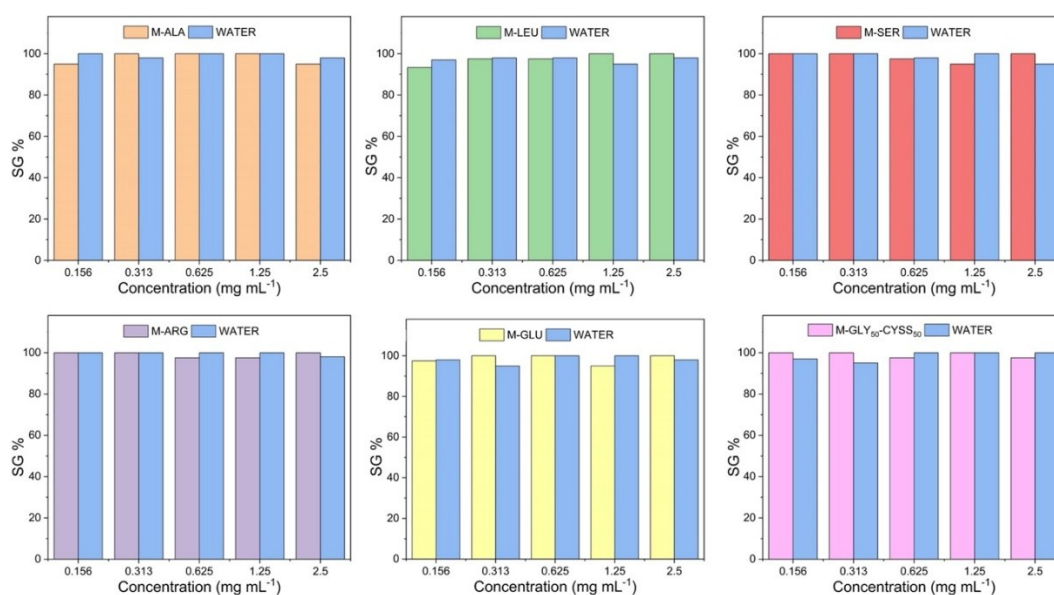 M-ALA WATER
100
80
60
40
20
0
SG %
0.156 0.313 0.625 1.25 2.5
Concentration (mg mL⁻¹)
M-LEU WATER
100
80
60
40
20
0
SG %
0.156 0.313 0.625 1.25 2.5
Concentration (mg mL⁻¹)
M-SER WATER
100
80
60
40
20
0
SG %
0.156 0.313 0.625 1.25 2.5
Concentration (mg mL⁻¹)
M-ARG WATER
100
80
60
40
20
0
SG %
0.156 0.313 0.625 1.25 2.5
Concentration (mg mL⁻¹)
M-GLU WATER
100
80
60
40
20
0
SG %
0.156 0.313 0.625 1.25 2.5
Concentration (mg mL⁻¹)
M-GLY₅₀-CYSS₅₀ WATER
100
80
60
40
20
0
SG %
0.156 0.313 0.625 1.25 2.5
Concentration (mg mL⁻¹)